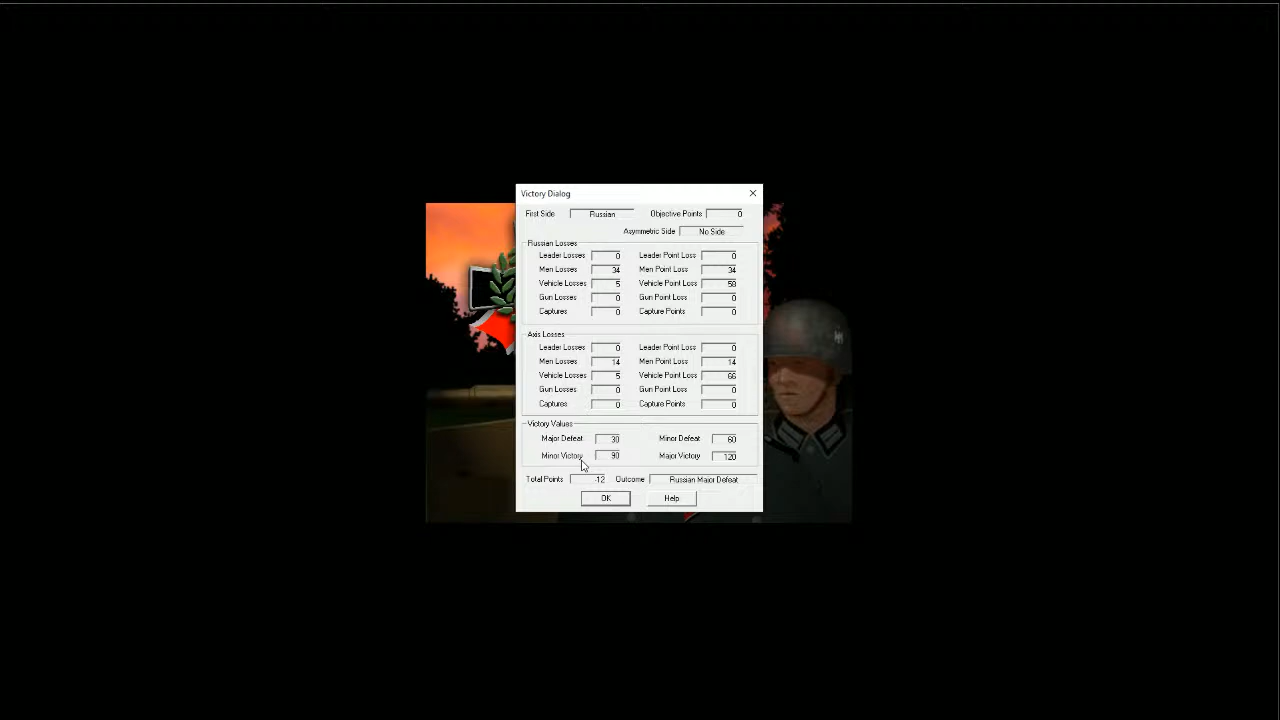 Victory Dialog
First Side Russian Objective Points 0
Asymmetric Side No Side
Russian Losses
Leader Losses 0 Leader Point Loss 0
Men Losses 34 Men Point Loss 34
Vehicle Losses 5 Vehicle Point Loss 58
Gun Losses 0 Gun Point Loss 0
Captures 0 Capture Points 0
Axis Losses
Leader Losses 0 Leader Point Loss 0
Men Losses 14 Men Point Loss 14
Vehicle Losses 5 Vehicle Point Loss 66
Gun Losses 0 Gun Point Loss 0
Captures 0 Capture Points 0
Victory Values
Major Defeat 30 Minor Defeat 60
Minor Victory 90 Major Victory 120
Total Points -12 Outcome Russian Major Defeat
OK Help